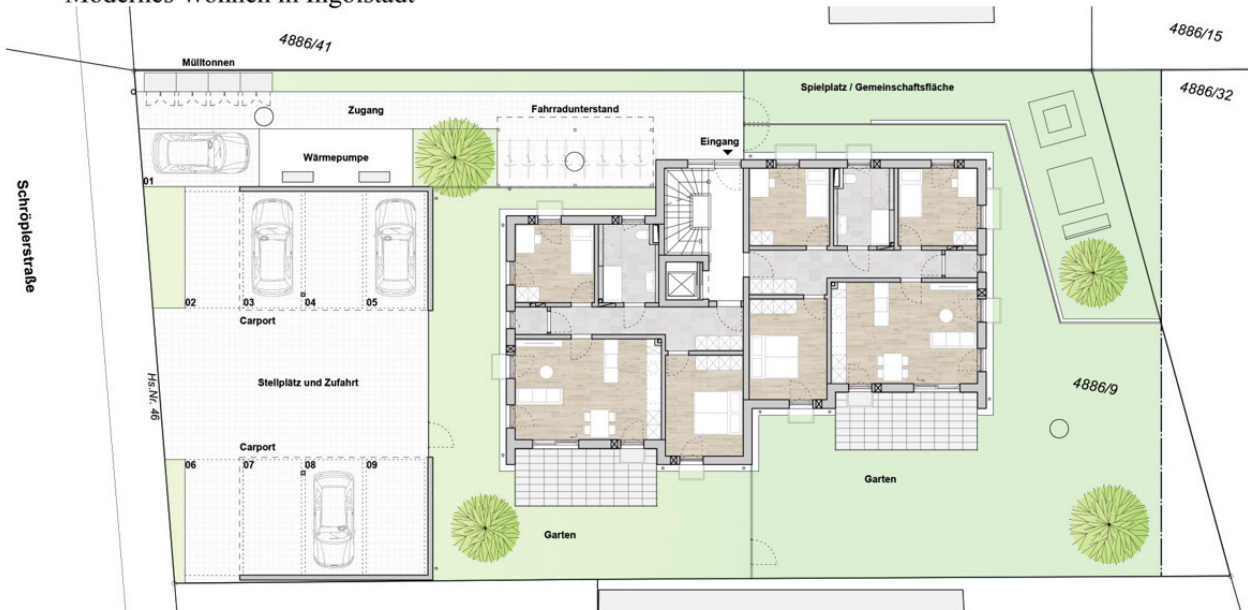 Modernes Wohnen in Ingolstadt
4886/41
4886/15
Mülltonnen
Spielplatz / Gemeinschaftsfläche
4886/32
Zugang
Fahrradunterstand
Eingang
Wärmepumpe
01
Schröplerstraße
02
03
04
05
Carport
Stellplätz und Zufahrt
Hs.Nr. 46
4886/9
Carport
06
07
08
09
Garten
Garten